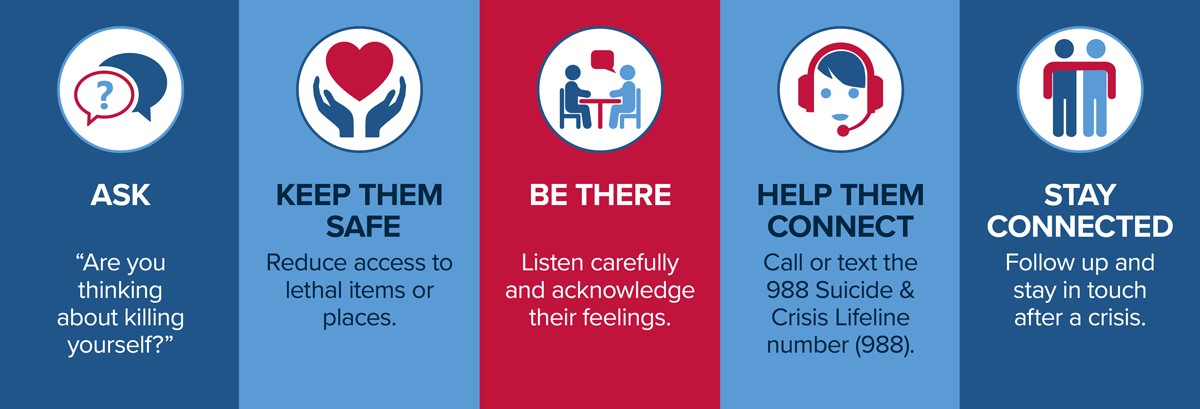 ?
ASK
“Are you
thinking
about killing
yourself?”
KEEP THEM
SAFE
Reduce access to
lethal items or
places.
BE THERE
Listen carefully
and acknowledge
their feelings.
HELP THEM
CONNECT
Call or text the
988 Suicide &
Crisis Lifeline
number (988).
STAY
CONNECTED
Follow up and
stay in touch
after a crisis.